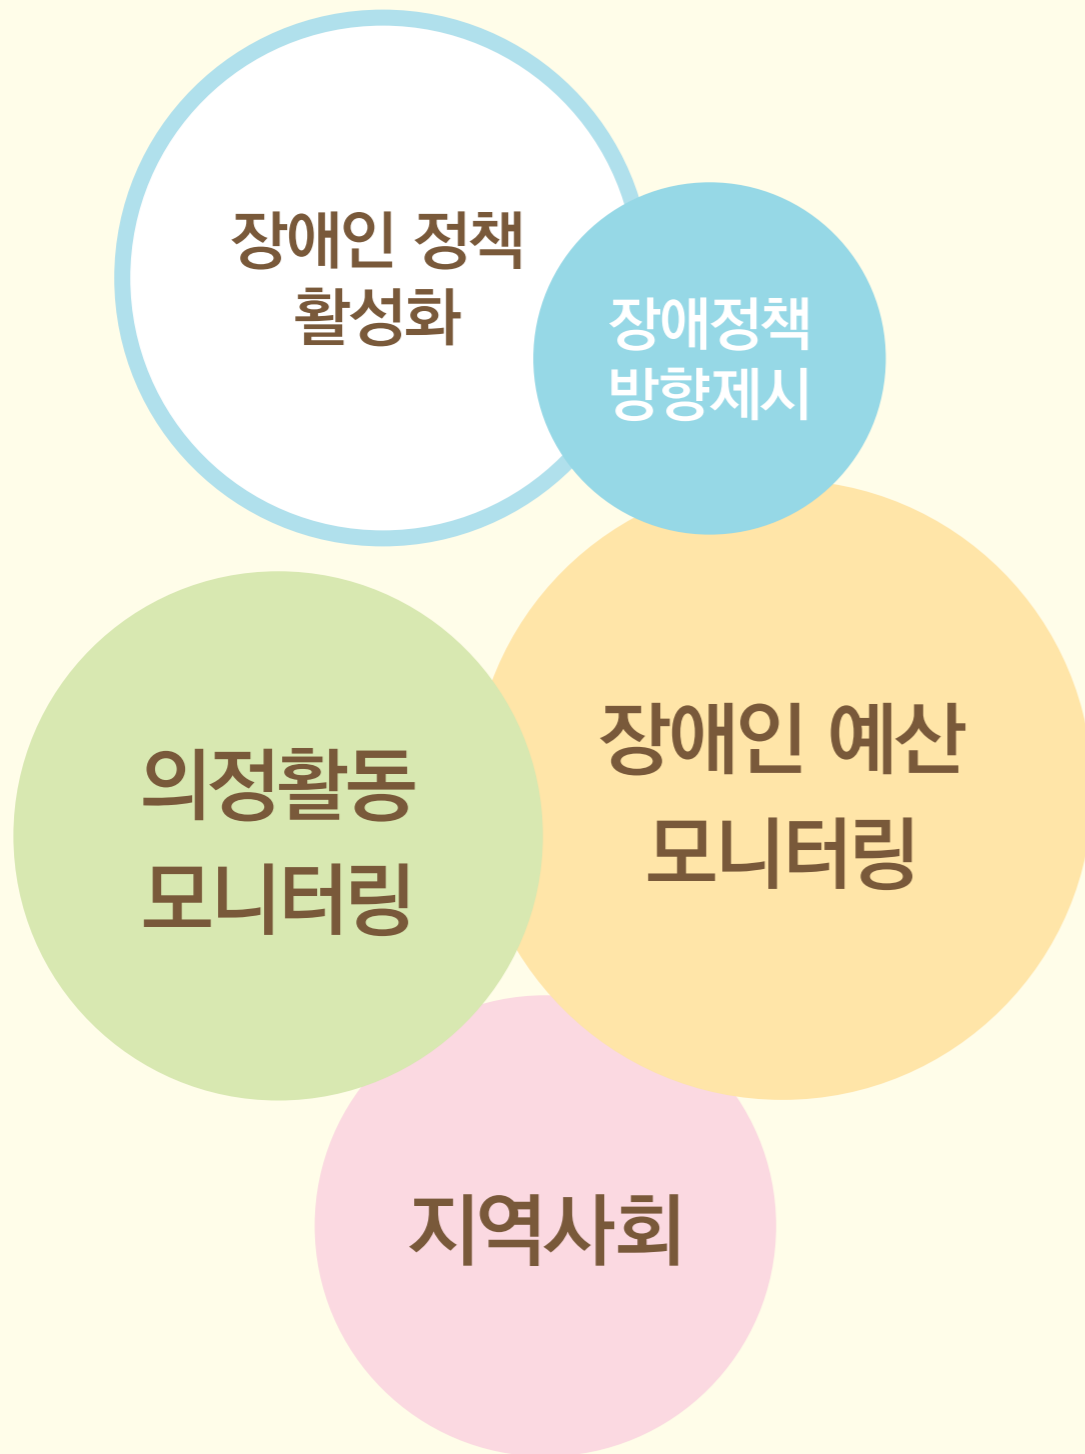 장애인 정책
활성화
장애정책
방향제시
의정활동
모니터링
장애인 예산
모니터링
지역사회